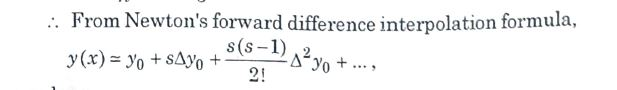 ∴ From Newton's forward difference interpolation formula,
y(x) = y₀ + sΔy₀ + s(s−1)/2! Δ²y₀ + ... ,